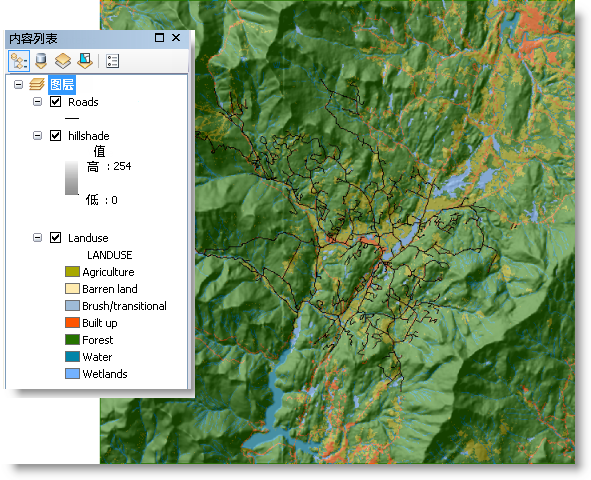 内容列表
图层
Roads
hillshade
值
高 : 254
低 : 0
Landuse
LANDUSE
Agriculture
Barren land
Brush/transitional
Built up
Forest
Water
Wetlands